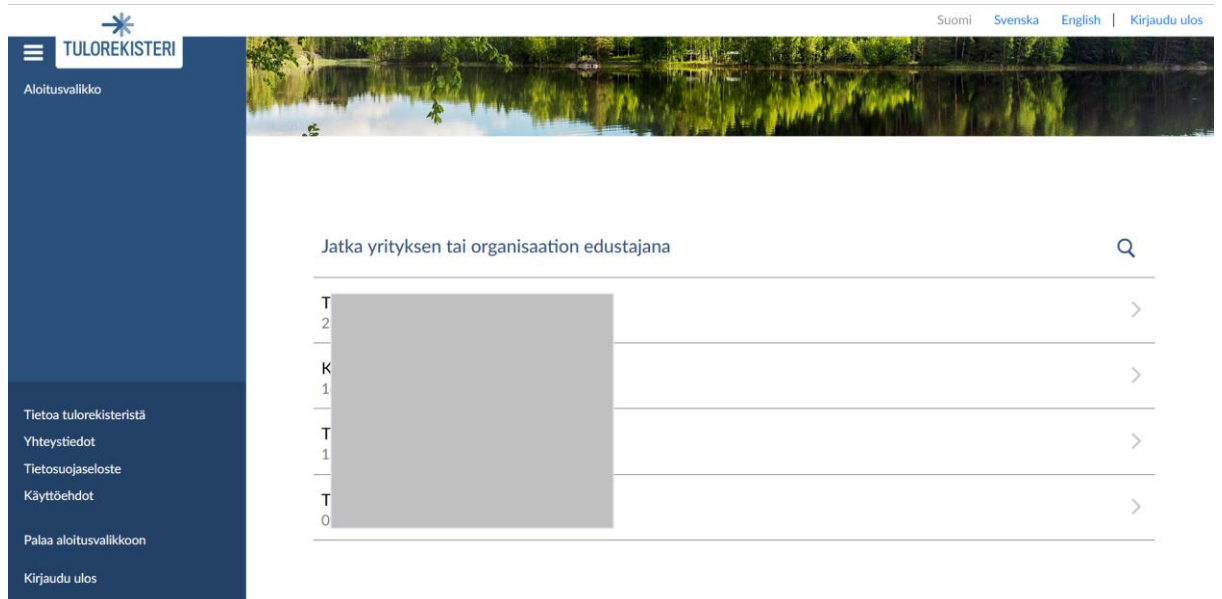 Suomi Svenska English | Kirjaudu ulos
TULOREKISTERI
Aloitusvalikko
Jatka yrityksen tai organisaation edustajana
T
2
K
1
T
1
T
0
Tietoa tulorekisteristä
Yhteystiedot
Tietosuojaseloste
Käyttöehdot
Palaa aloitusvalikkoon
Kirjaudu ulos